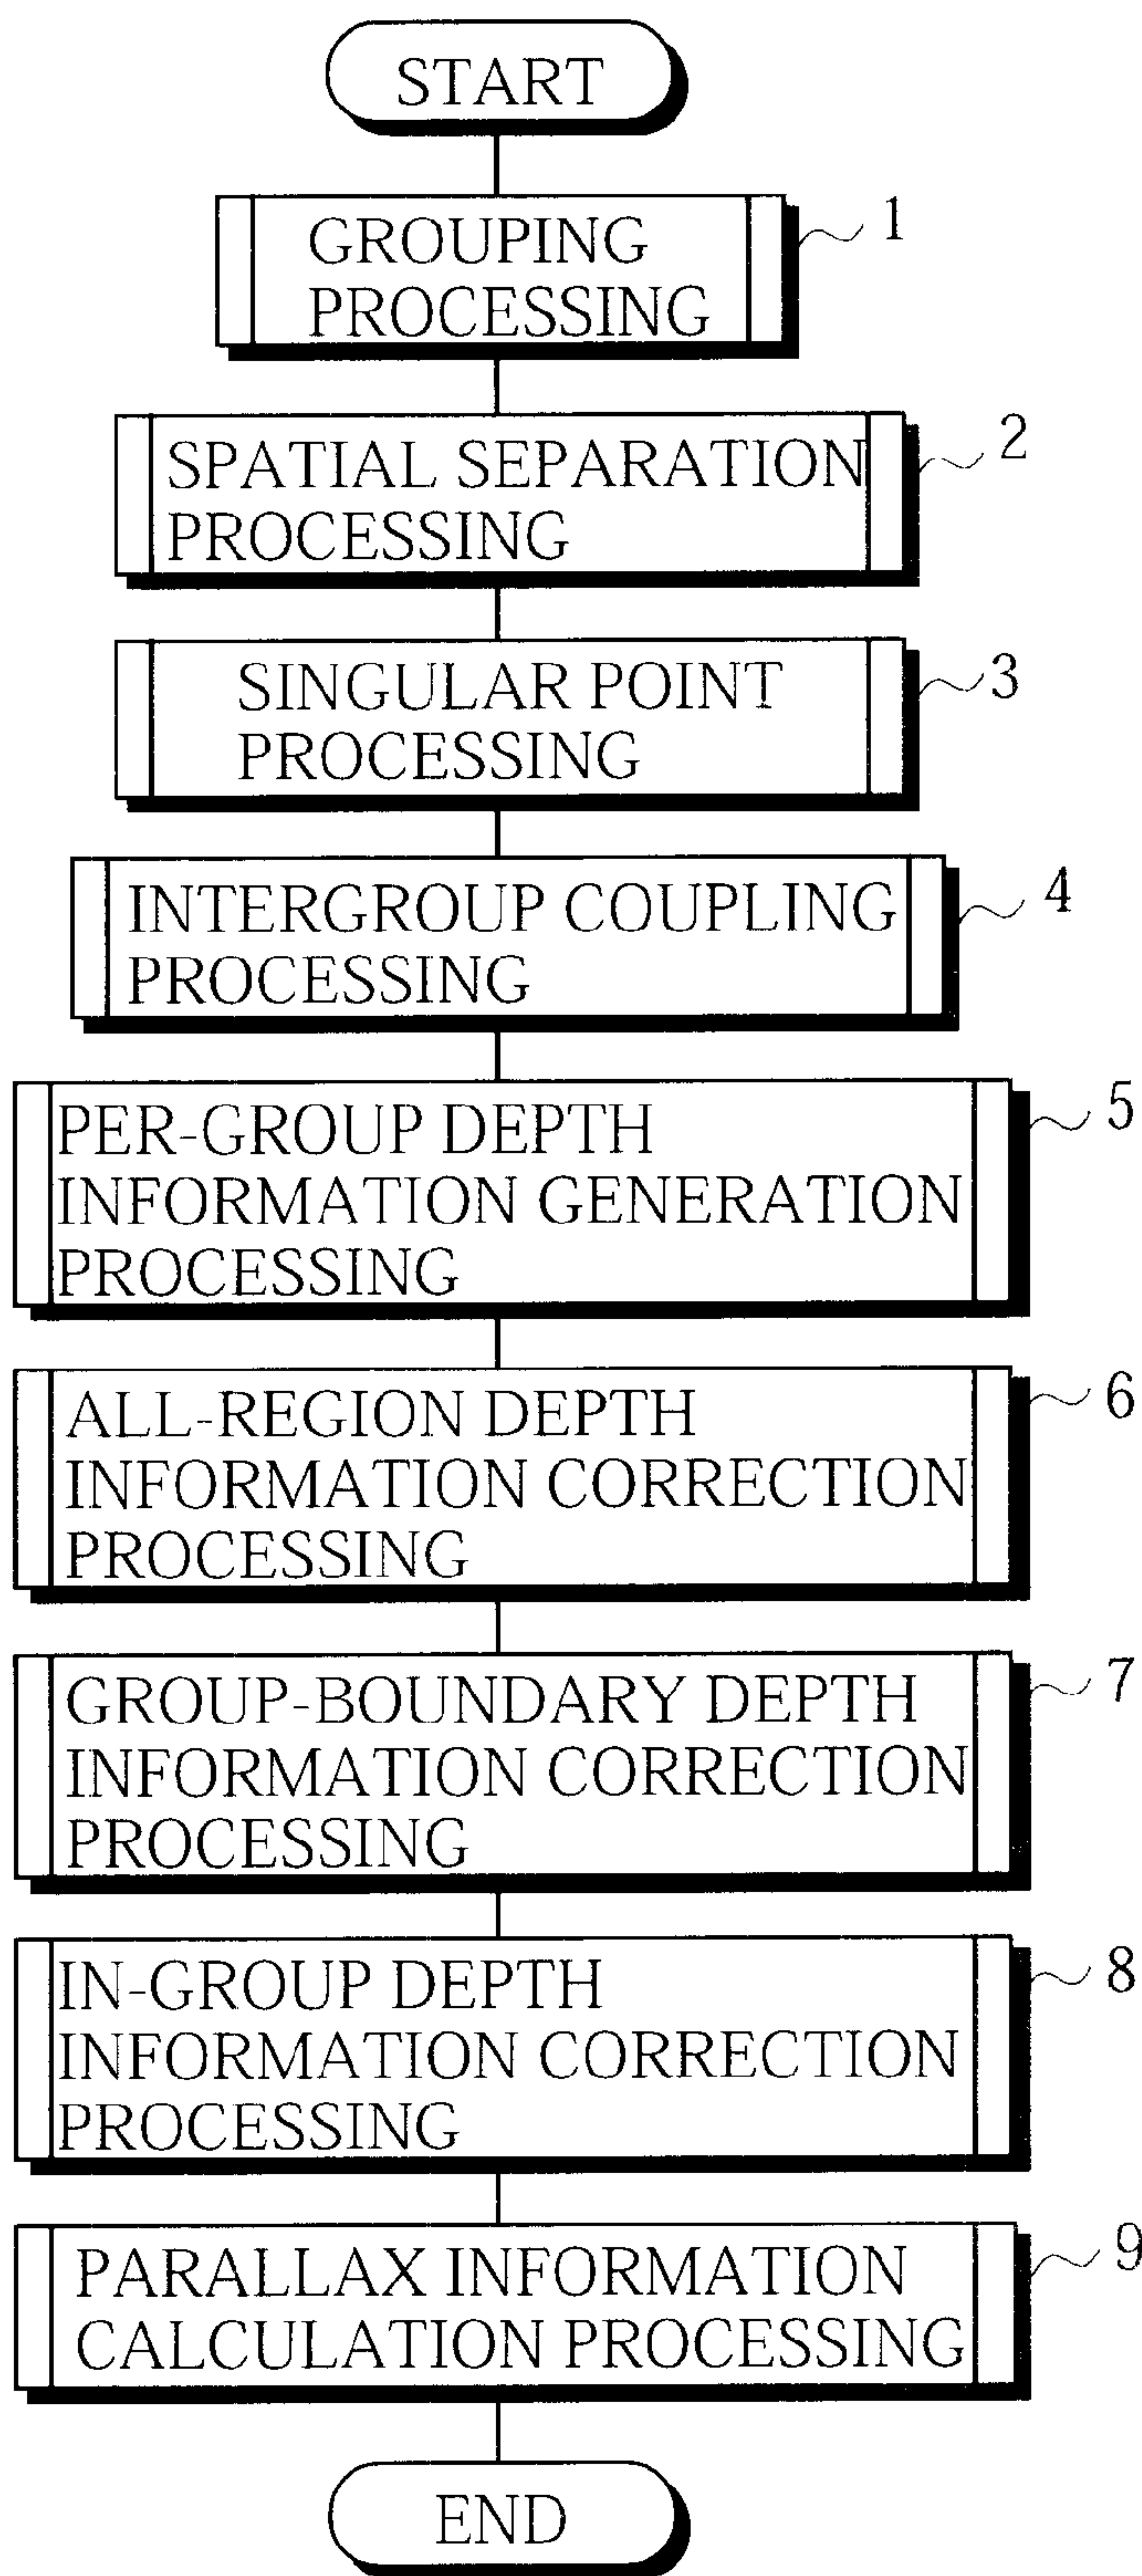 START
GROUPING
PROCESSING
1
SPATIAL SEPARATION
PROCESSING
2
SINGULAR POINT
PROCESSING
3
INTERGROUP COUPLING
PROCESSING
4
PER-GROUP DEPTH
INFORMATION GENERATION
PROCESSING
5
ALL-REGION DEPTH
INFORMATION CORRECTION
PROCESSING
6
GROUP-BOUNDARY DEPTH
INFORMATION CORRECTION
PROCESSING
7
IN-GROUP DEPTH
INFORMATION CORRECTION
PROCESSING
8
PARALLAX INFORMATION
CALCULATION PROCESSING
9
END